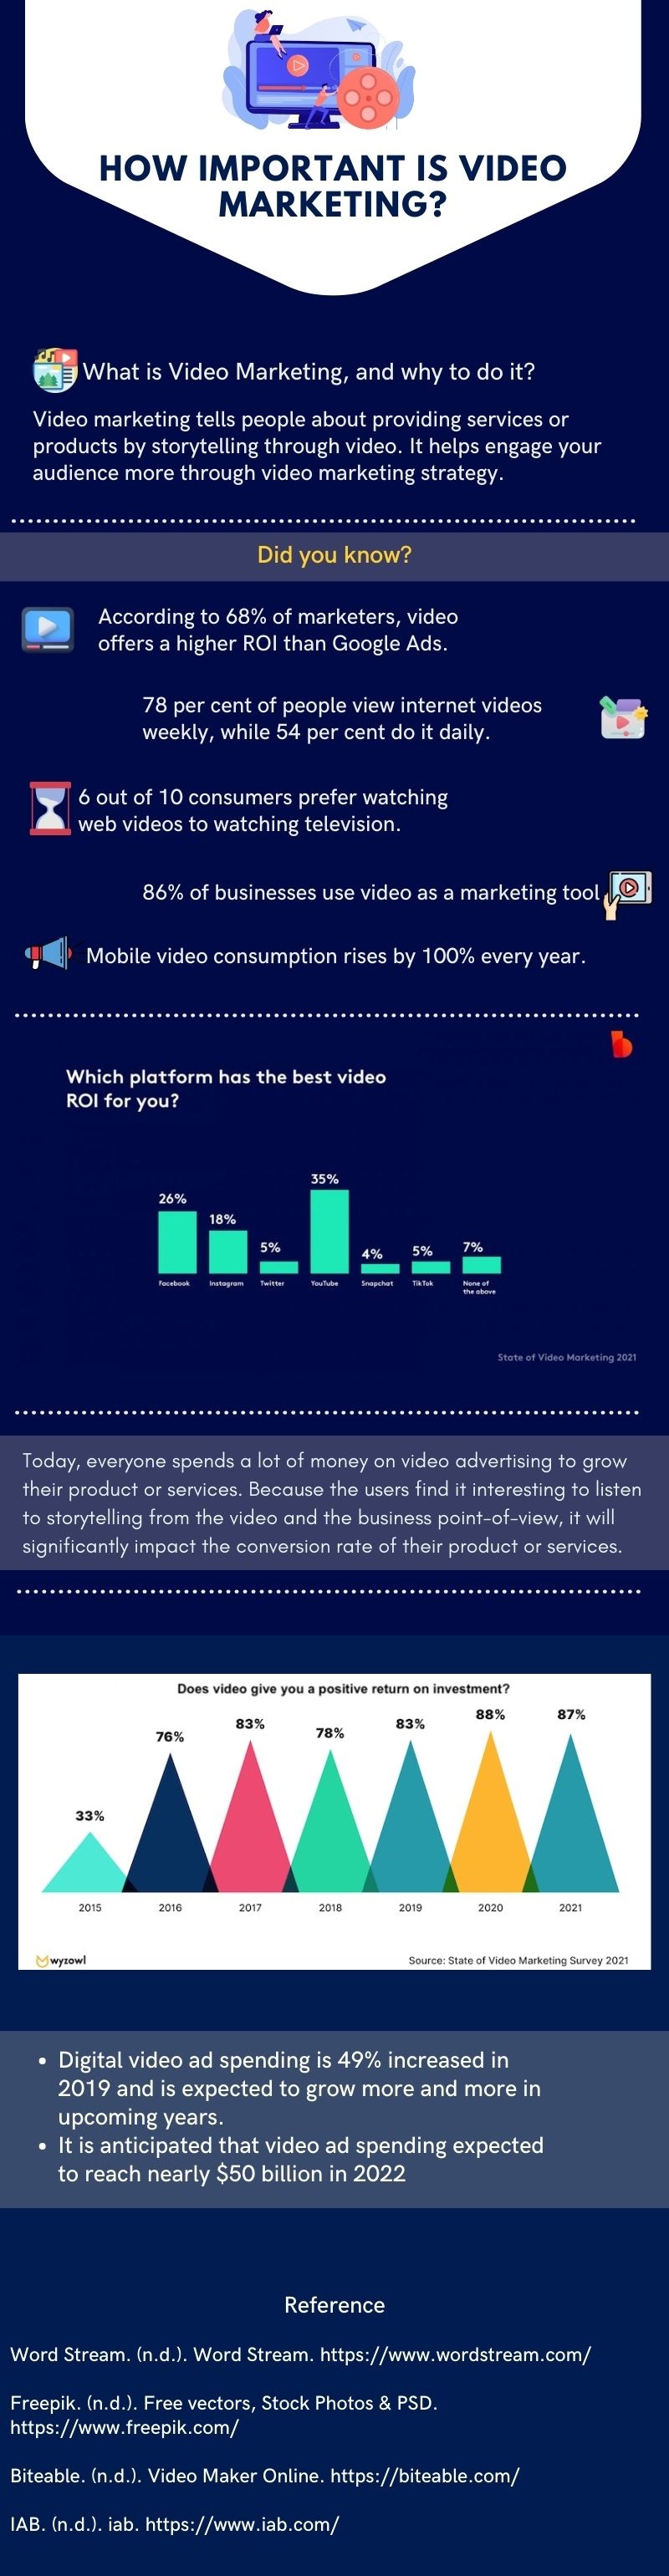 HOW IMPORTANT IS VIDEO
MARKETING?
What is Video Marketing, and why to do it?
Video marketing tells people about providing services or
products by storytelling through video. It helps engage your
audience more through video marketing strategy.
Did you know?
According to 68% of marketers, video
offers a higher ROI than Google Ads.
78 per cent of people view internet videos
weekly, while 54 per cent do it daily.
6 out of 10 consumers prefer watching
web videos to watching television.
86% of businesses use video as a marketing tool
Mobile video consumption rises by 100% every year.
Which platform has the best video
ROI for you?
26%
18%
5%
35%
4%
5%
7%
Facebook
Instagram
Twitter
YouTube
Snapchat
TikTok
None of
the above
State of Video Marketing 2021
Today, everyone spends a lot of money on video advertising to grow
their product or services. Because the users find it interesting to listen
to storytelling from the video and the business point-of-view, it will
significantly impact the conversion rate of their product or services.
Does video give you a positive return on investment?
33%
76%
83%
78%
83%
88%
87%
2015
2016
2017
2018
2019
2020
2021
wyzowl
Source: State of Video Marketing Survey 2021
• Digital video ad spending is 49% increased in
2019 and is expected to grow more and more in
upcoming years.
• It is anticipated that video ad spending expected
to reach nearly $50 billion in 2022
Reference
Word Stream. (n.d.). Word Stream. https://www.wordstream.com/
Freepik. (n.d.). Free vectors, Stock Photos & PSD.
https://www.freepik.com/
Biteable. (n.d.). Video Maker Online. https://biteable.com/
IAB. (n.d.). iab. https://www.iab.com/